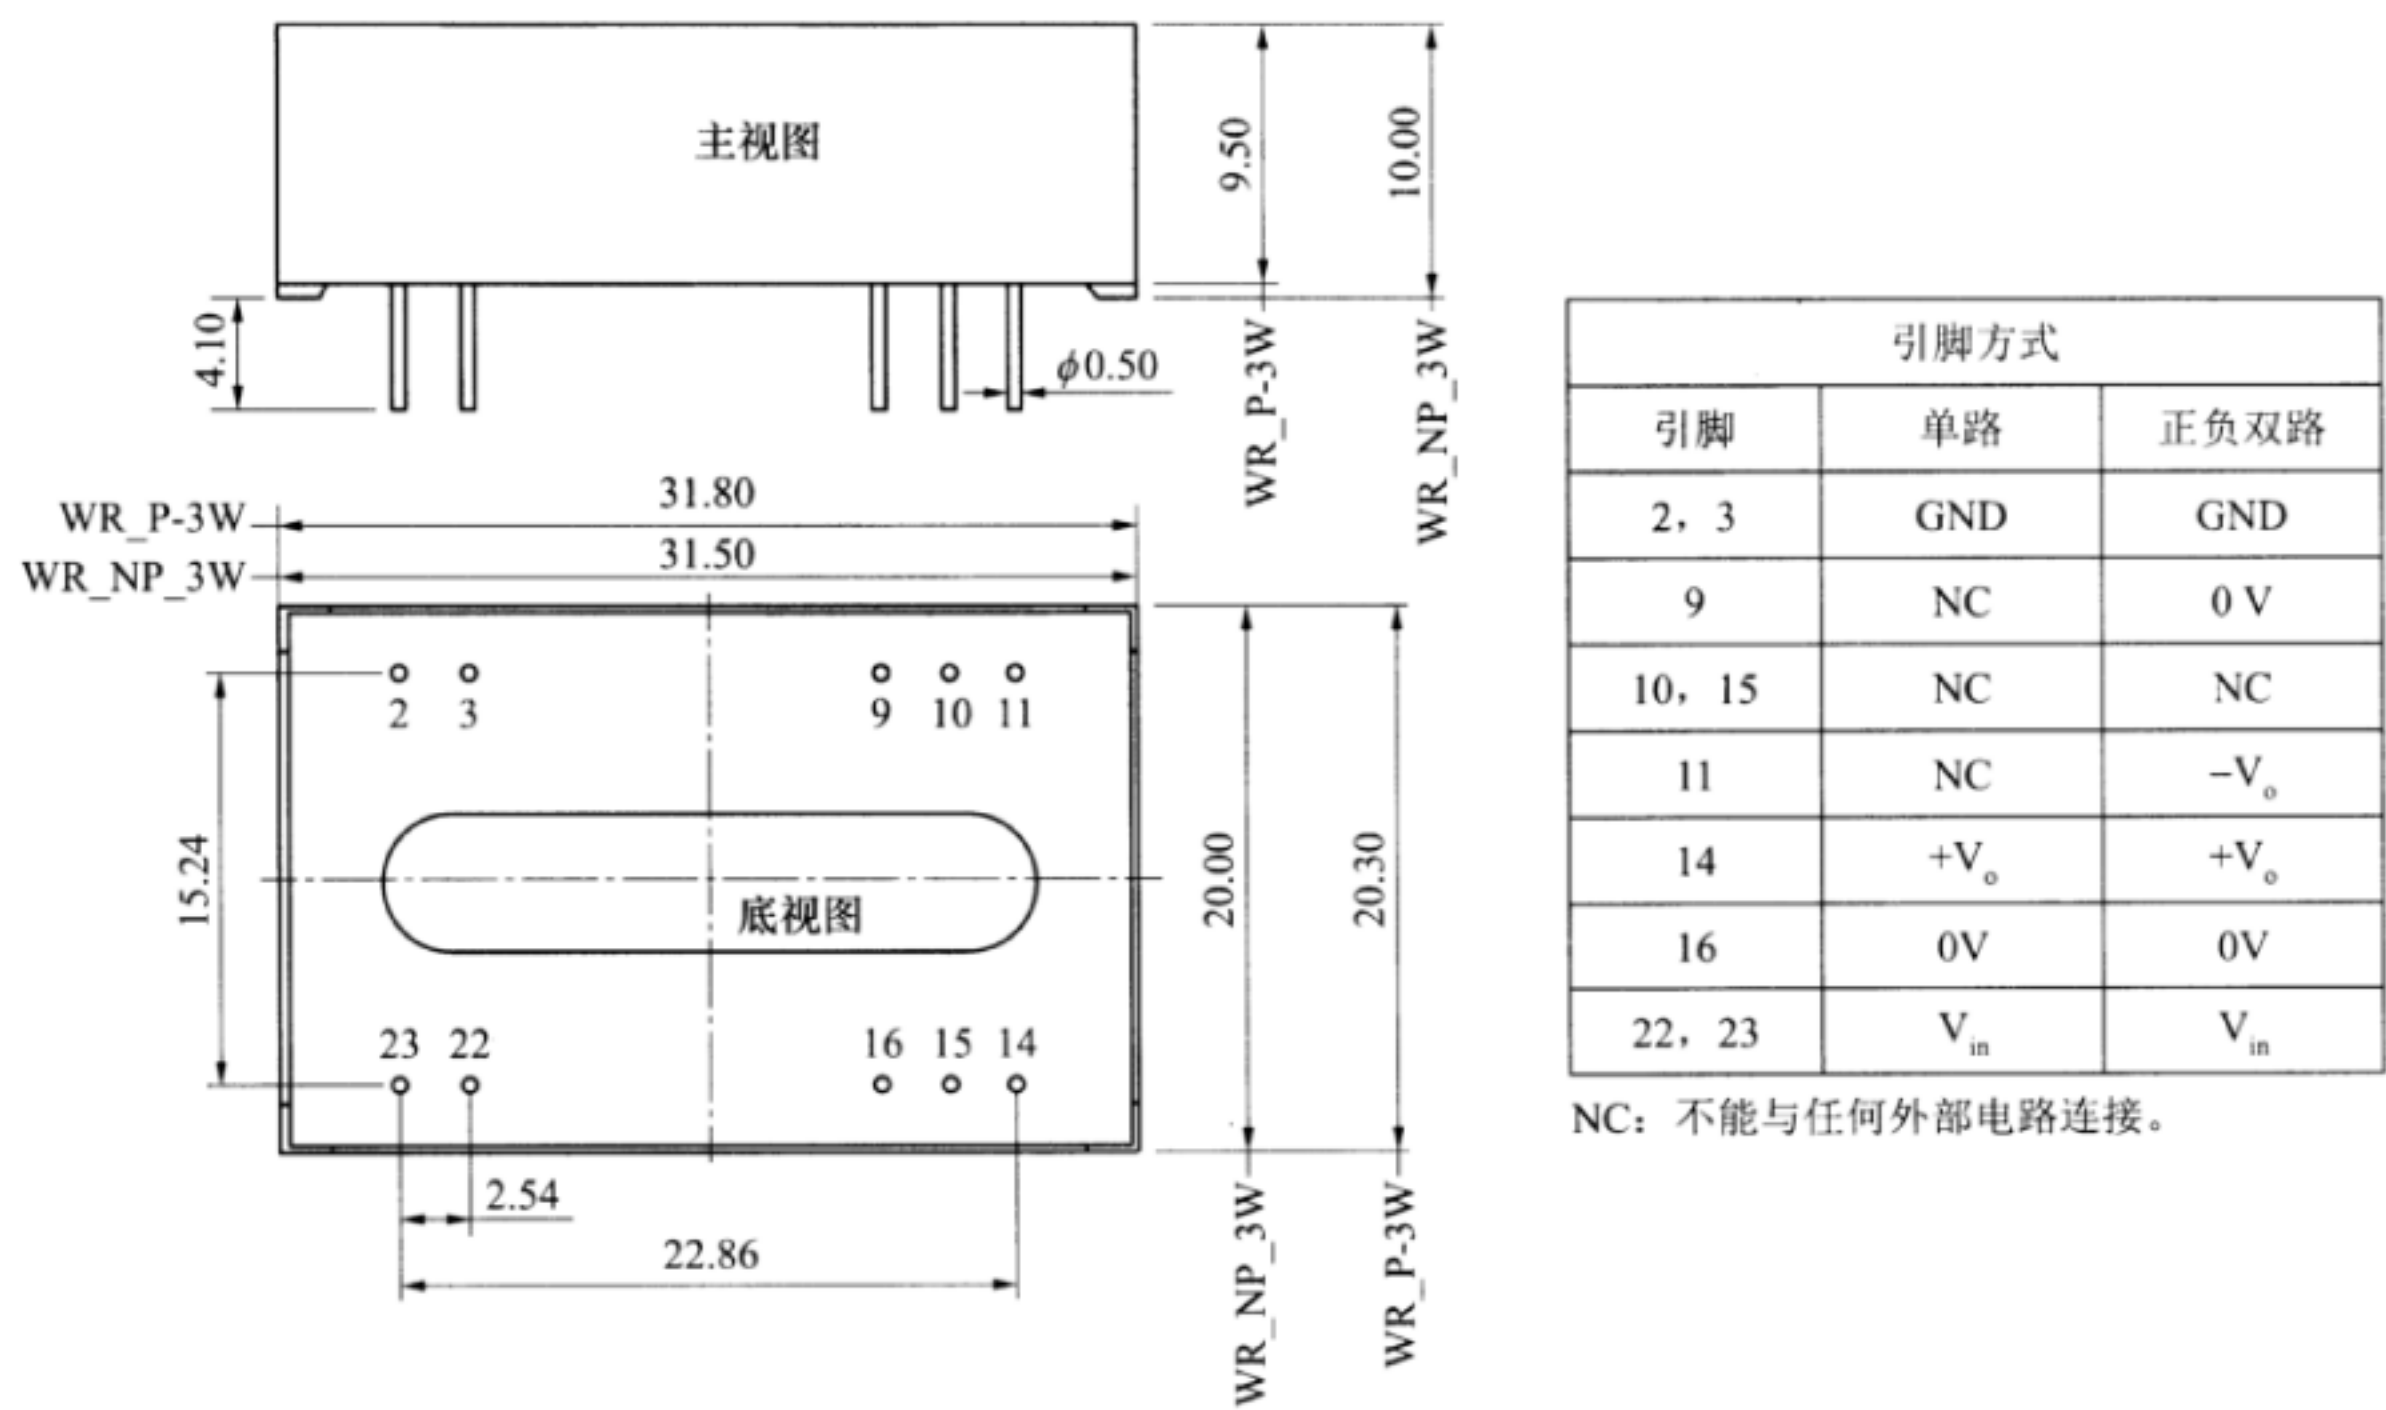 主视图
9.50
10.00
4.10
ϕ0.50
WR_P-3W
WR_NP_3W
31.80
WR_P-3W
31.50
WR_NP_3W
2 3 9 10 11
15.24
底视图
20.00
20.30
23 22 16 15 14
2.54
22.86
WR_NP_3W
WR_P-3W
引脚方式
引脚 单路 正负双路
2，3 GND GND
9 NC 0 V
10，15 NC NC
11 NC –Vo
14 +Vo +Vo
16 0V 0V
22，23 Vin Vin
NC：不能与任何外部电路连接。